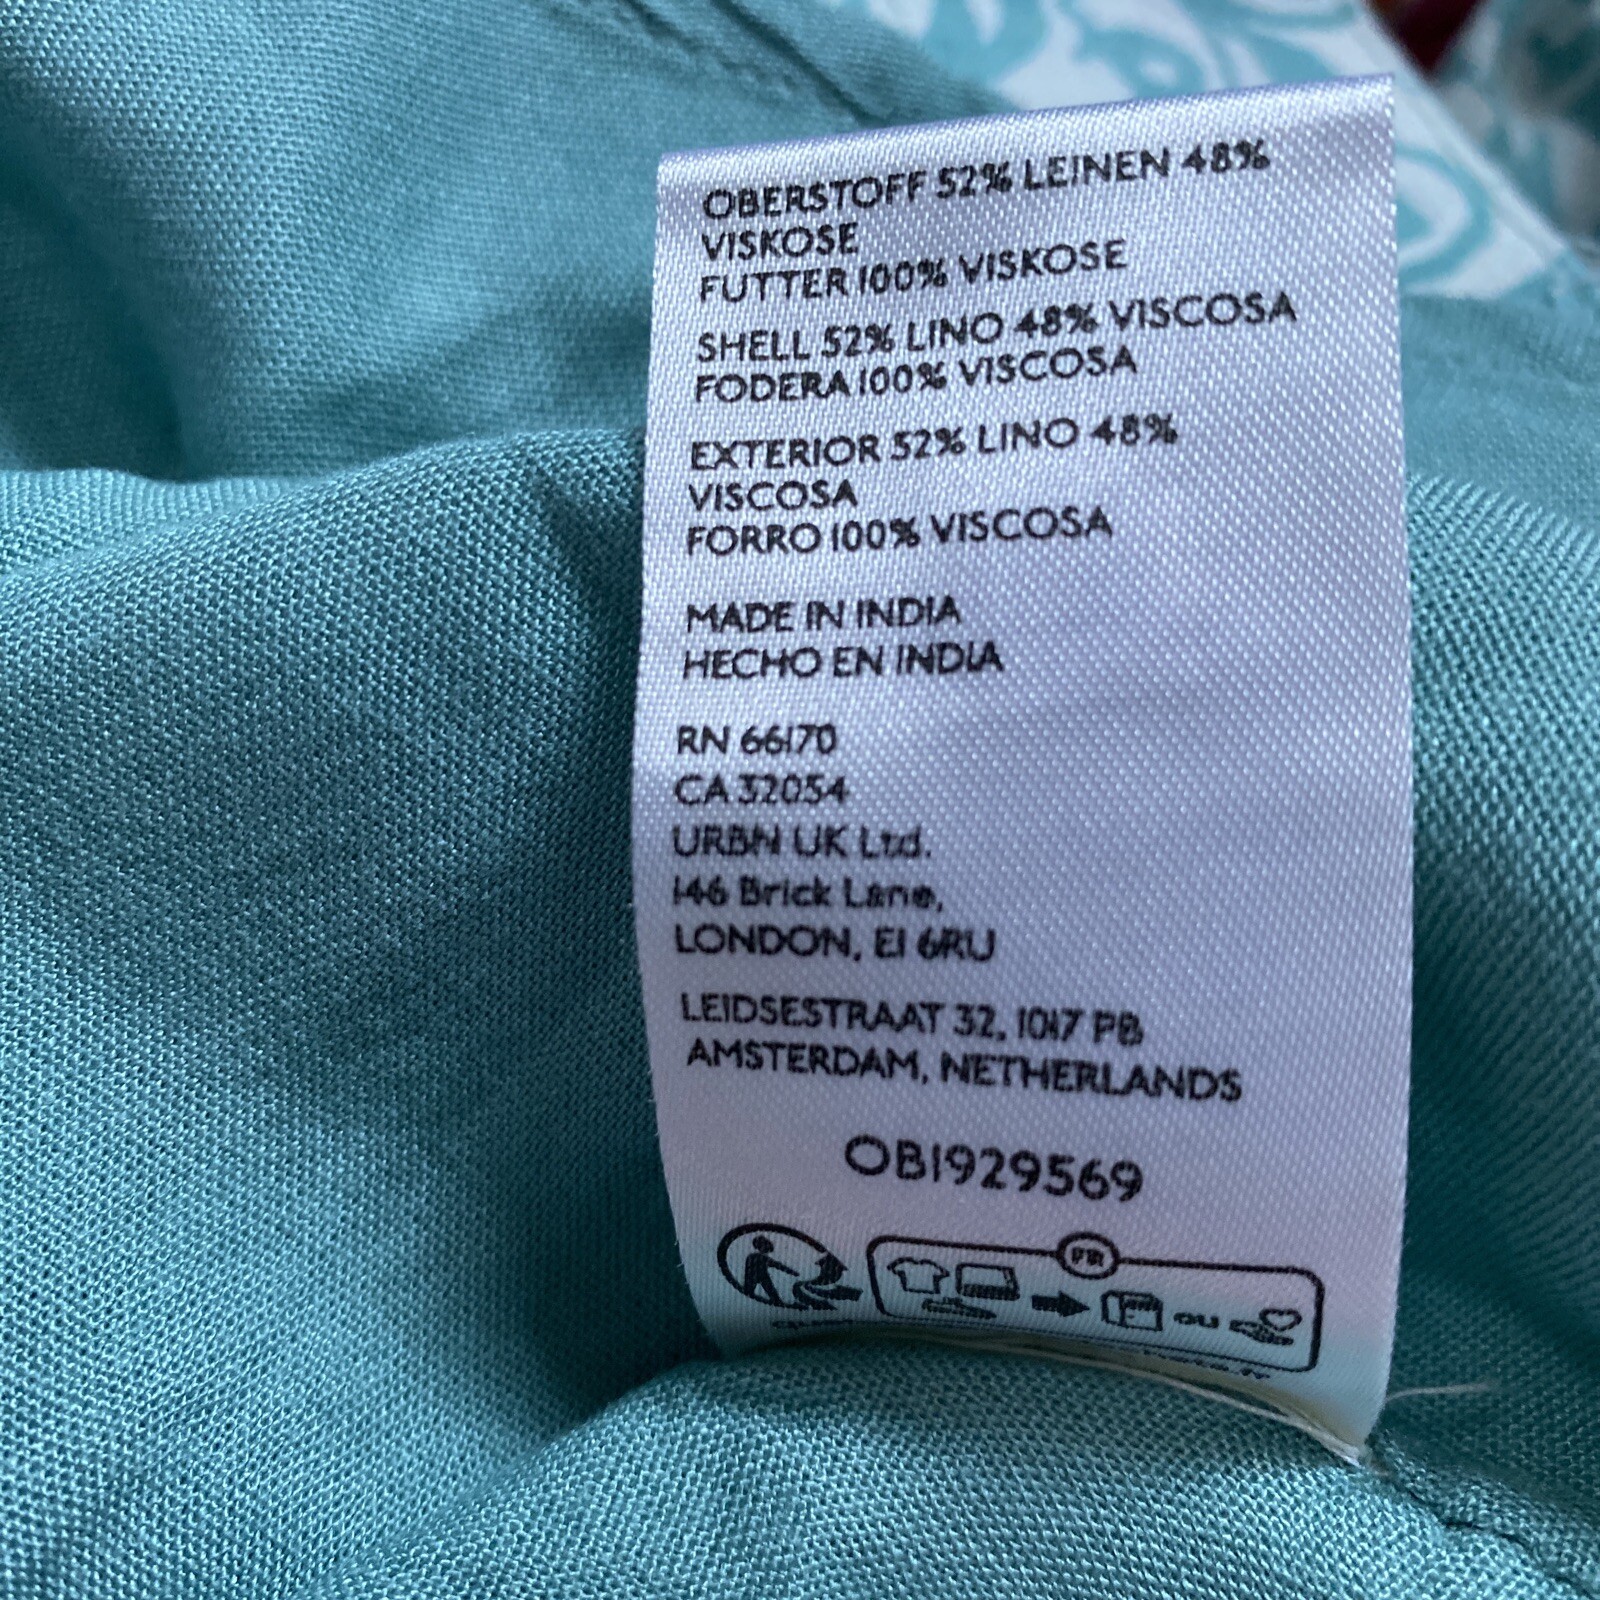 OBERSTOFF 52% LEINEN 48%
VISKOSE
FUTTER 100% VISKOSE
SHELL 52% LINO 48% VISCOSA
FODERA 100% VISCOSA
EXTERIOR 52% LINO 48%
VISCOSA
FORRO 100% VISCOSA
MADE IN INDIA
HECHO EN INDIA
RN 66170
CA 32054
URBN UK Ltd.
146 Brick Lane,
LONDON, E1 6RU
LEIDSESTRAAT 32, 1017 PB
AMSTERDAM, NETHERLANDS
OB1929569
FR
OU